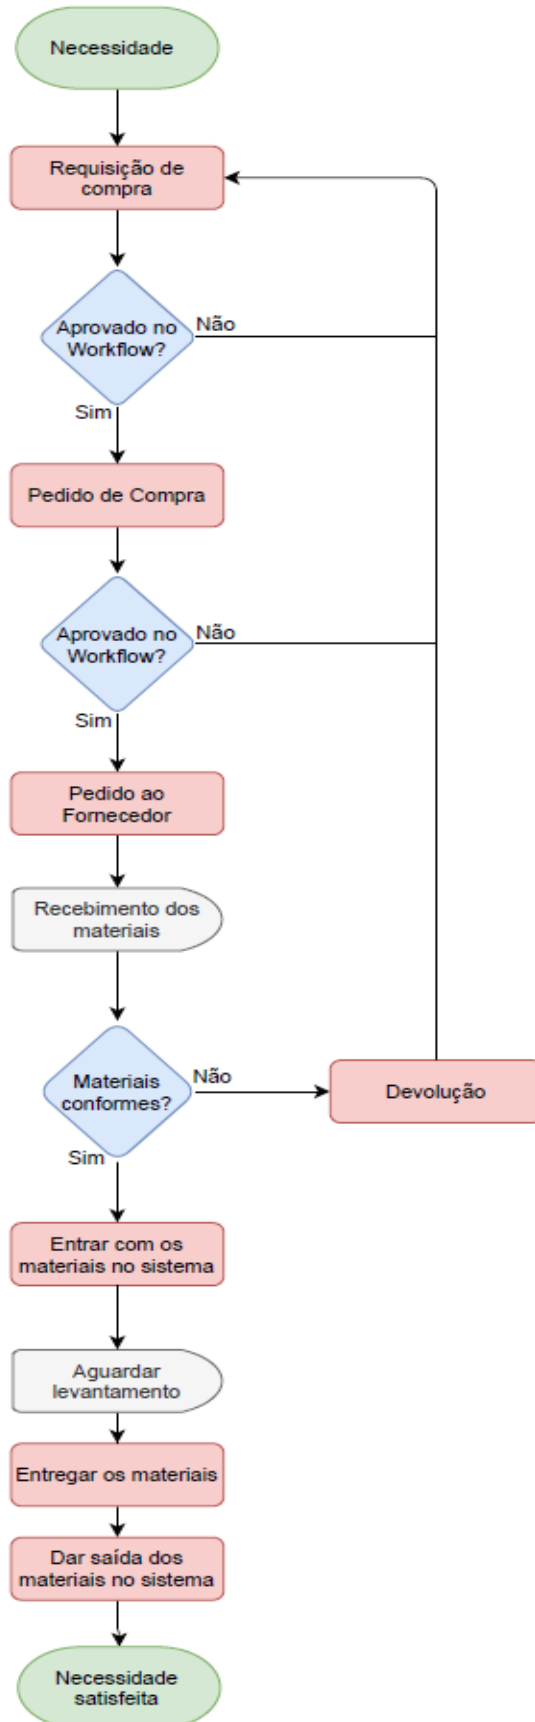 Necessidade
Requisição de
compra
Aprovado no
Workflow?
Não
Sim
Pedido de Compra
Aprovado no
Workflow?
Não
Sim
Pedido ao
Fornecedor
Recebimento dos
materiais
Materiais
conformes?
Não
Devolução
Sim
Entrar com os
materiais no sistema
Aguardar
levantamento
Entregar os materiais
Dar saída dos
materiais no sistema
Necessidade
satisfeita